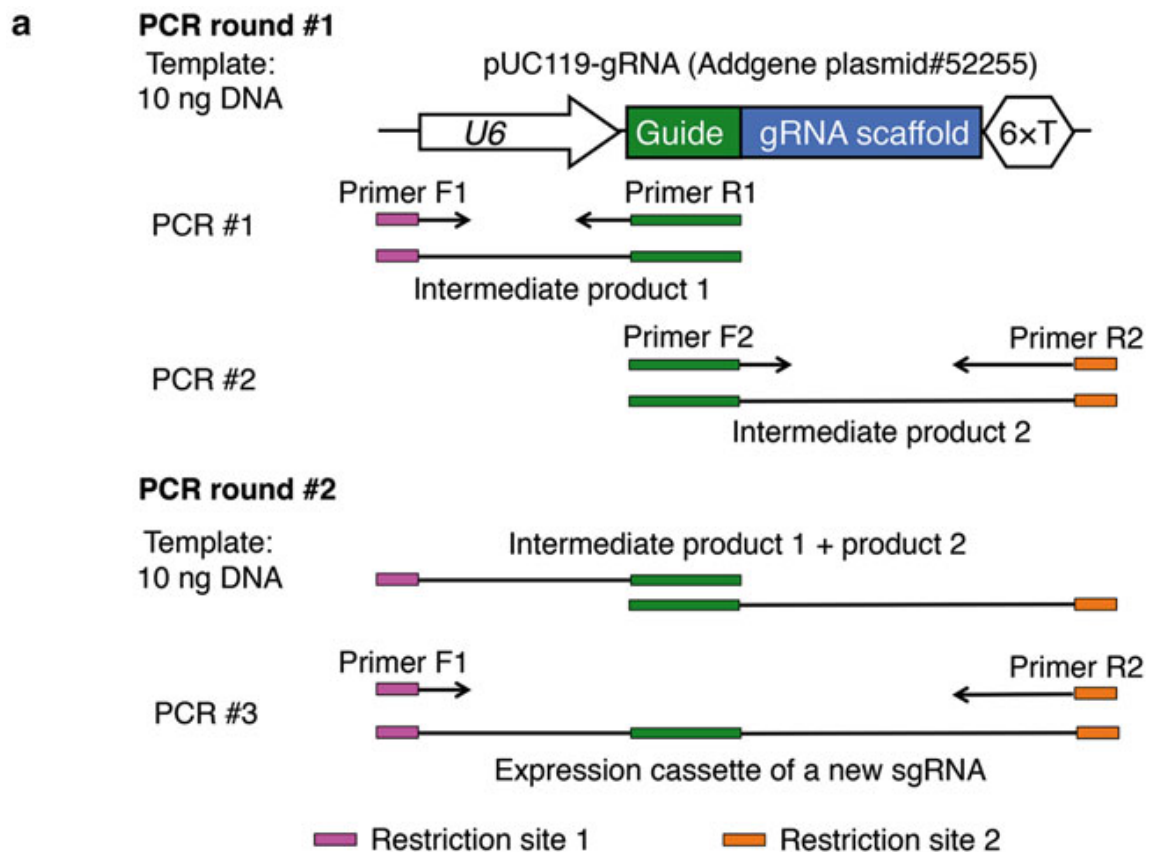 a
PCR round #1
Template:
10 ng DNA
pUC119-gRNA (Addgene plasmid#52255)
U6
Guide
gRNA scaffold
6×T
Primer F1
Primer R1
PCR #1
Intermediate product 1
Primer F2
Primer R2
PCR #2
Intermediate product 2
PCR round #2
Template:
10 ng DNA
Intermediate product 1 + product 2
Primer F1
Primer R2
PCR #3
Expression cassette of a new sgRNA
Restriction site 1
Restriction site 2